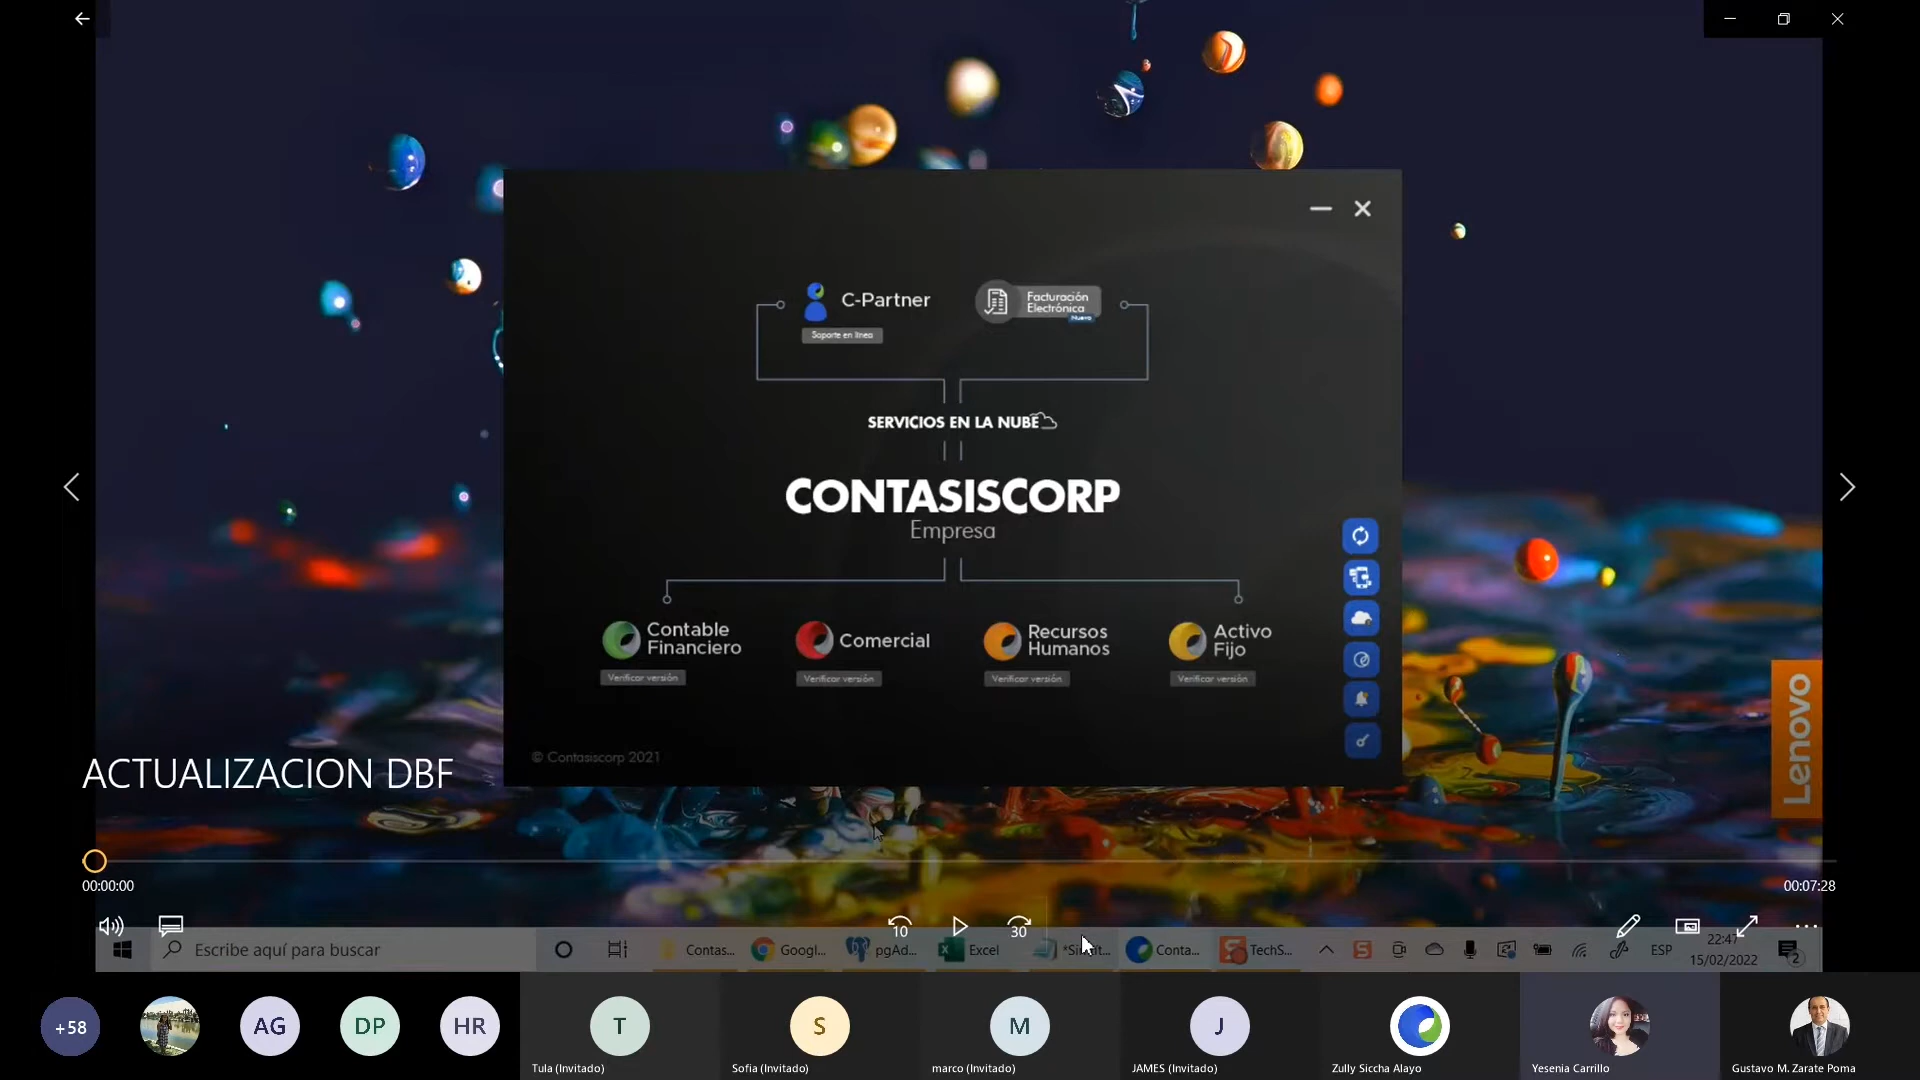 C-Partner
Soporte en línea
Facturación
Electrónica
Nuevo
SERVICIOS EN LA NUBE
CONTASISCORP
Empresa
Contable
Financiero
Verificar versión
Comercial
Verificar versión
Recursos
Humanos
Verificar versión
Activo
Fijo
Verificar versión
© Contasiscorp 2021
Lenovo
ACTUALIZACION DBF
00:00:00
00:07:28
10
30
Escribe aquí para buscar
Contas...
Googl...
pgAd...
Excel
Conta...
TechS...
ESP
22:47
15/02/2022
2
+58
AG
DP
HR
T
Tula (Invitado)
S
Sofia (Invitado)
M
marco (Invitado)
J
JAMES (Invitado)
Zully Siccha Alayo
Yesenia Carrillo
Gustavo M. Zarate Poma